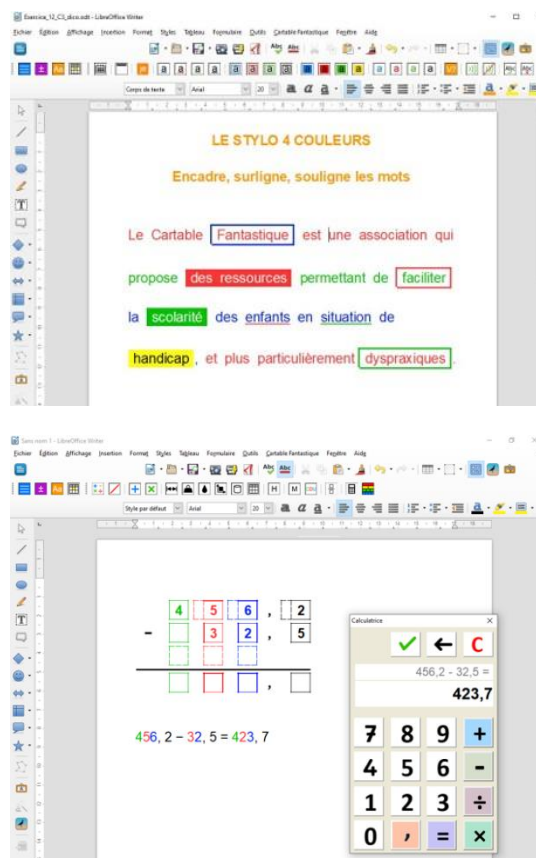 Exercice_12_C3_dico.odt - LibreOffice Writer
Fichier Edition Affichage Insertion Format Styles Tableau Formulaire Outils Cartable Fantastique Fenêtre Aide
Corps de texte Arial 20
LE STYLO 4 COULEURS
Encadre, surligne, souligne les mots
Le Cartable Fantastique est une association qui
propose des ressources permettant de faciliter
la scolarité des enfants en situation de
handicap, et plus particulièrement dyspraxiques.
Sans nom 1 - LibreOffice Writer
Fichier Edition Affichage Insertion Format Styles Tableau Formulaire Outils Cartable Fantastique Fenêtre Aide
Style par défaut Arial 20
4 5 6 , 2
- 3 2 , 5
,
456, 2 − 32, 5 = 423, 7
Calculatrice
C
456,2 - 32,5 =
423,7
7 8 9 +
4 5 6 -
1 2 3 ÷
0 , = ×